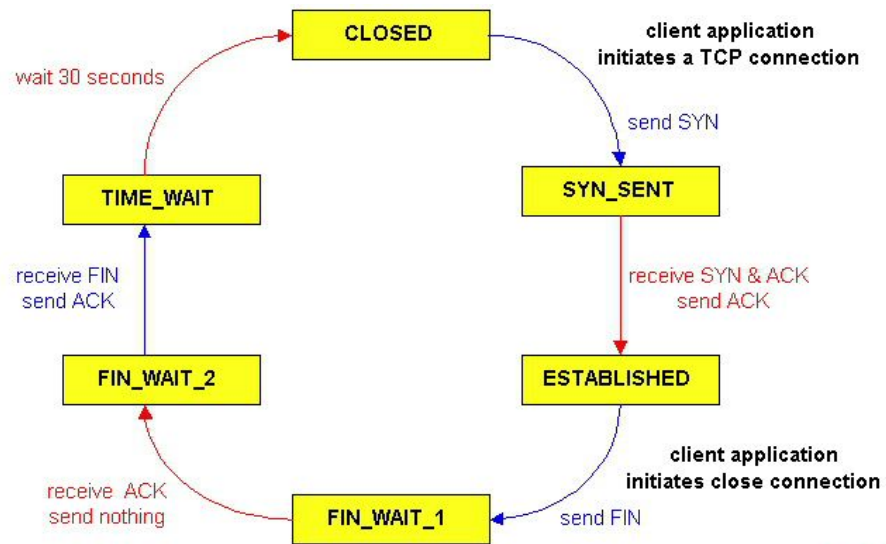 CLOSED
client application
initiates a TCP connection
wait 30 seconds
send SYN
TIME_WAIT
SYN_SENT
receive FIN
send ACK
receive SYN & ACK
send ACK
FIN_WAIT_2
ESTABLISHED
client application
initiates close connection
receive ACK
send nothing
FIN_WAIT_1
send FIN